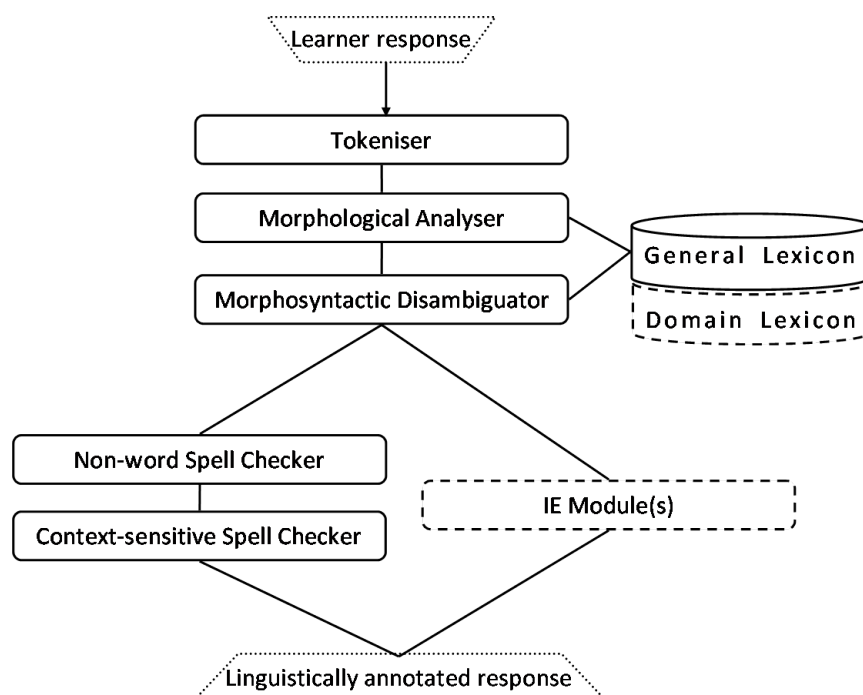 Learner response
Tokeniser
Morphological Analyser
General Lexicon
Morphosyntactic Disambiguator
Domain Lexicon
Non-word Spell Checker
IE Module(s)
Context-sensitive Spell Checker
Linguistically annotated response